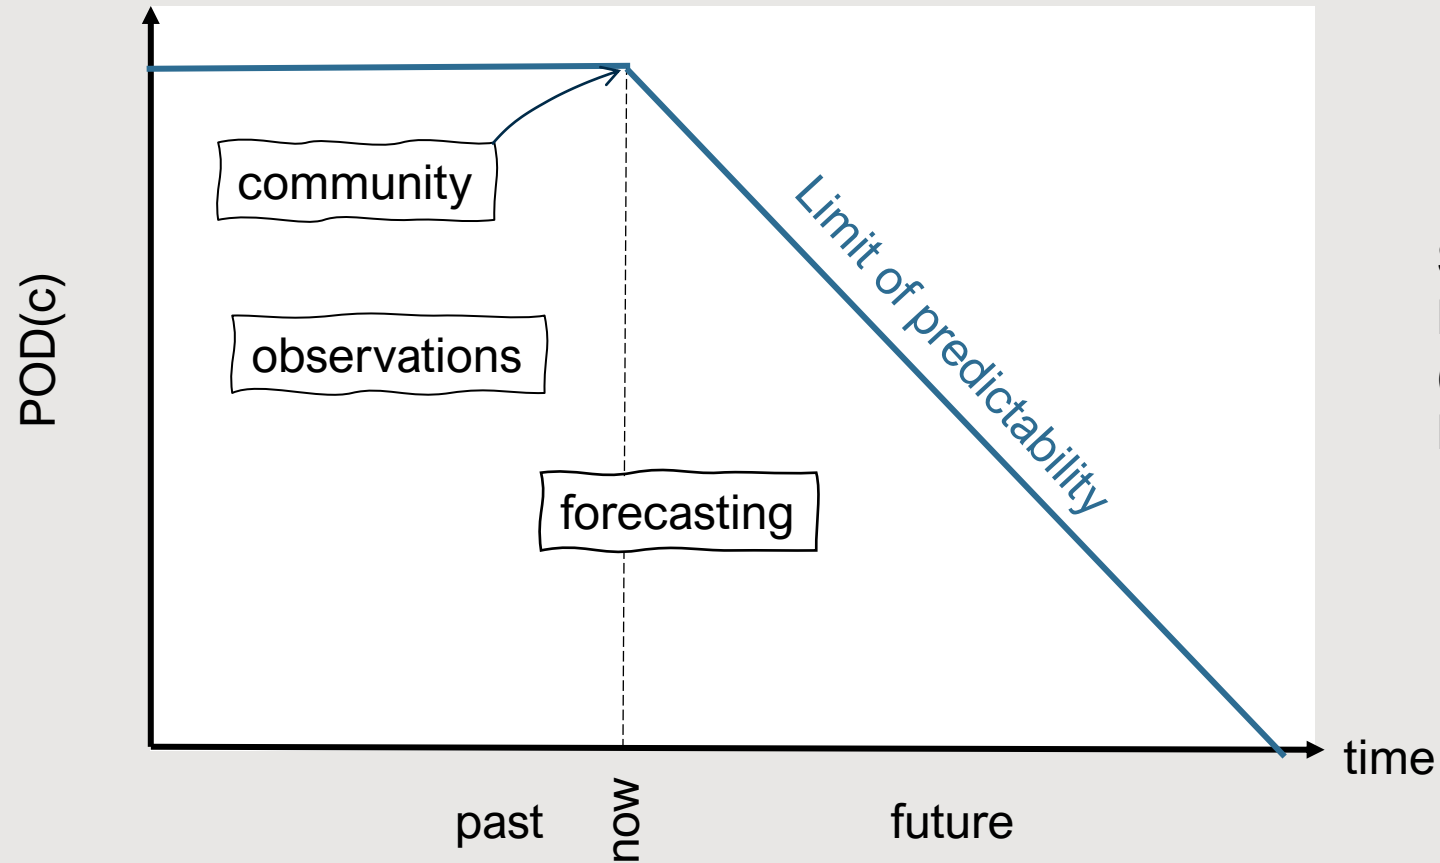 community
Limit of predictability
POD(c)
observations
forecasting
time
past
now
future